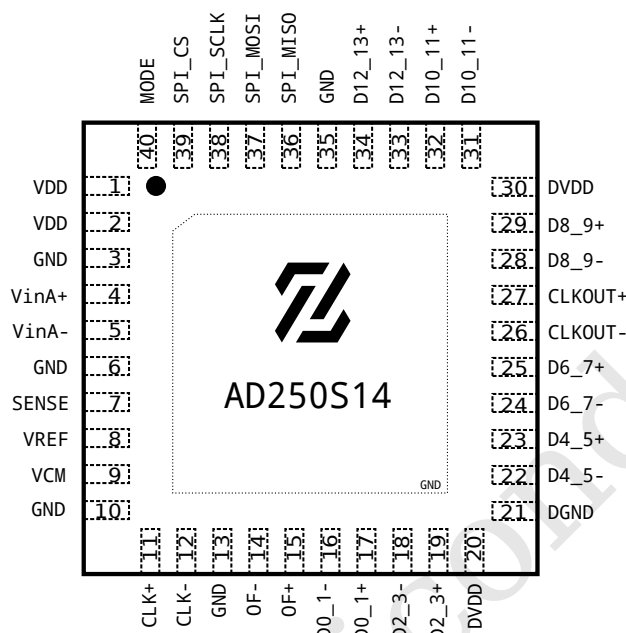 MODE
SPI_CS
SPI_SCLK
SPI_MOSI
SPI_MISO
GND
D12_13+
D12_13-
D10_11+
D10_11-
40 39 38 37 36 35 34 33 32 31
VDD 1
VDD 2
GND 3
VinA+ 4
VinA- 5
GND 6
SENSE 7
VREF 8
VCM 9
GND 10
AD250S14
GND
30 DVDD
29 D8_9+
28 D8_9-
27 CLKOUT+
26 CLKOUT-
25 D6_7+
24 D6_7-
23 D4_5+
22 D4_5-
21 DGND
11 12 13 14 15 16 17 18 19 20
CLK+
CLK-
GND
OF-
OF+
D0_1-
D0_1+
D2_3-
D2_3+
DVDD